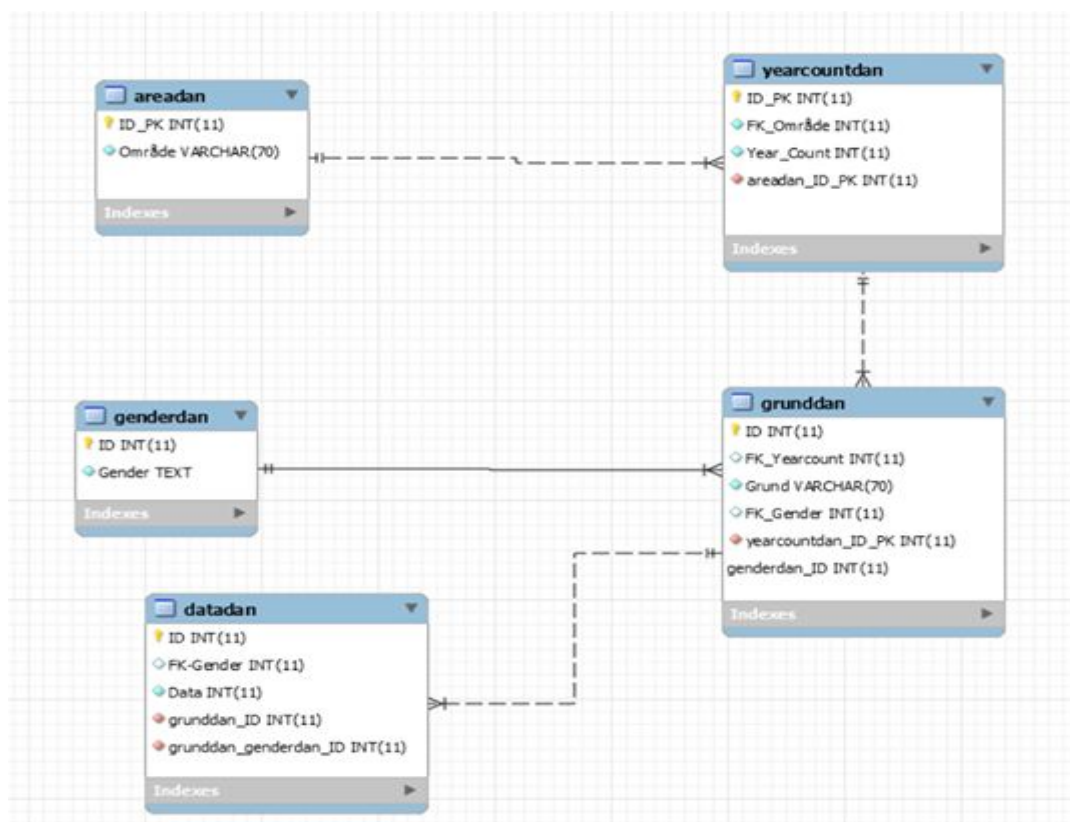 areadan
ID_PK INT(11)
Område VARCHAR(70)
Indexes
yearcountdan
ID_PK INT(11)
FK_Område INT(11)
Year_Count INT(11)
areadan_ID_PK INT(11)
Indexes
genderdan
ID INT(11)
Gender TEXT
Indexes
grunddan
ID INT(11)
FK_Yearcount INT(11)
Grund VARCHAR(70)
FK_Gender INT(11)
yearcountdan_ID_PK INT(11)
genderdan_ID INT(11)
Indexes
datadan
ID INT(11)
FK-Gender INT(11)
Data INT(11)
grunddan_ID INT(11)
grunddan_genderdan_ID INT(11)
Indexes